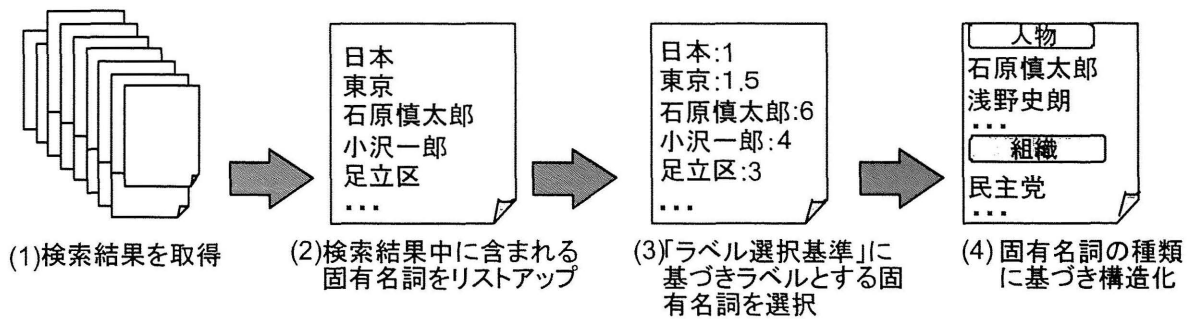 日本
東京
石原慎太郎
小沢一郎
足立区
...
日本:1
東京:1.5
石原慎太郎:6
小沢一郎:4
足立区:3
...
人物
石原慎太郎
浅野史朗
...
組織
民主党
...
(1)検索結果を取得
(2)検索結果中に含まれる
固有名詞をリストアップ
(3)「ラベル選択基準」に
基づきラベルとする固
有名詞を選択
(4) 固有名詞の種類
に基づき構造化